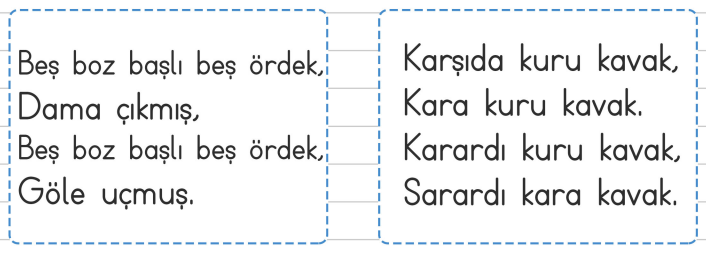 Beş boz başlı beş ördek,
Dama çıkmış,
Beş boz başlı beş ördek,
Göle uçmuş.
Karşıda kuru kavak,
Kara kuru kavak.
Karardı kuru kavak,
Sarardı kara kavak.